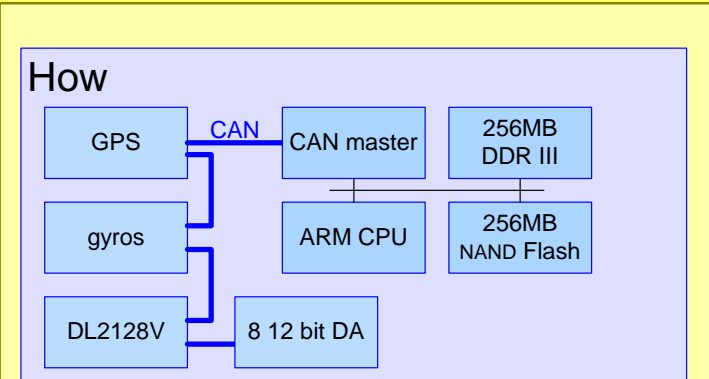 How
GPS
CAN
CAN master
256MB
DDR III
gyros
ARM CPU
256MB
NAND Flash
DL2128V
8 12 bit DA